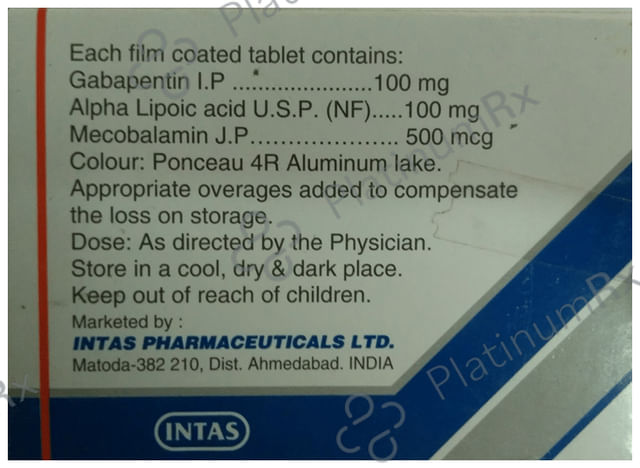 Each film coated tablet contains:
Gabapentin I.P ......................100 mg
Alpha Lipoic acid U.S.P. (NF).....100 mg
Mecobalamin J.P.................... 500 mcg
Colour: Ponceau 4R Aluminum lake.
Appropriate overages added to compensate
the loss on storage.
Dose: As directed by the Physician.
Store in a cool, dry & dark place.
Keep out of reach of children.
Marketed by :
INTAS PHARMACEUTICALS LTD.
Matoda-382 210, Dist. Ahmedabad. INDIA
INTAS
PlatinumRx
PlatinumRx